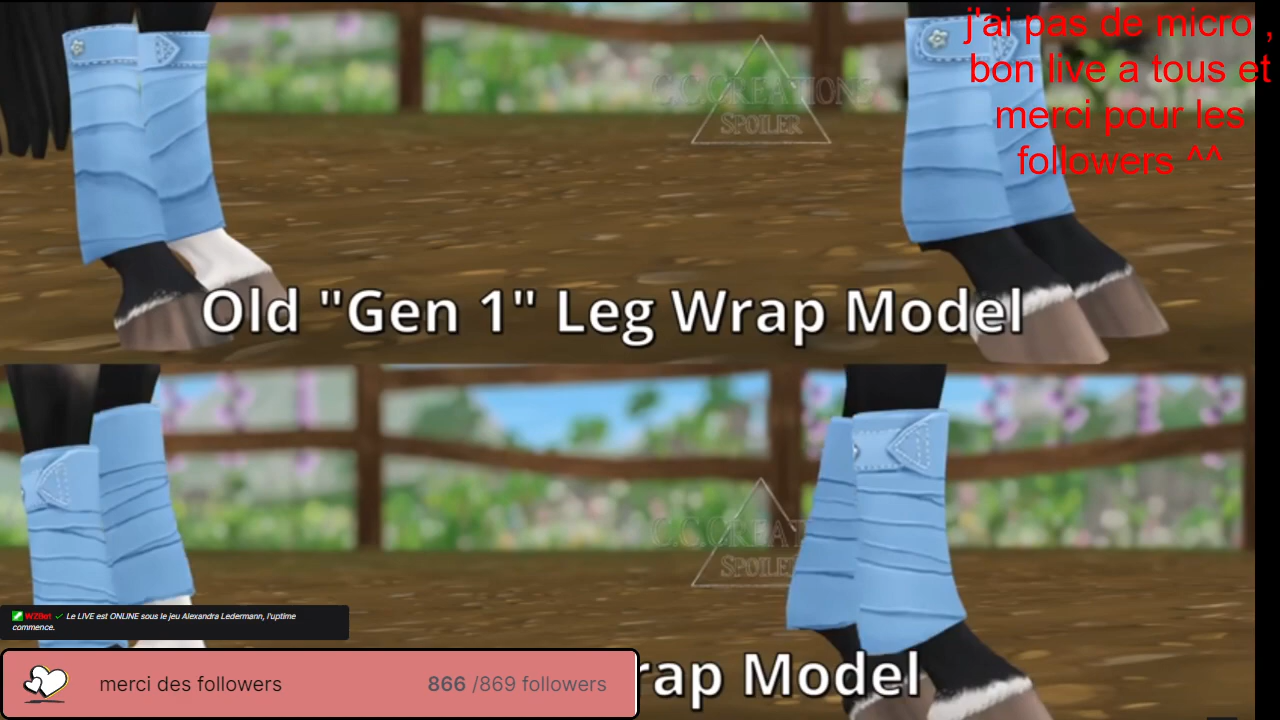 j'ai pas de micro ,
bon live a tous et
merci pour les
followers ^^
C.C.CREATIONS
SPOILER
Old "Gen 1" Leg Wrap Model
C.C.CREAT
SPOILER
WZBot ✓ Le LIVE est ONLINE sous le jeu Alexandra Ledermann, l'uptime
commence.
rap Model
merci des followers 866 /869 followers